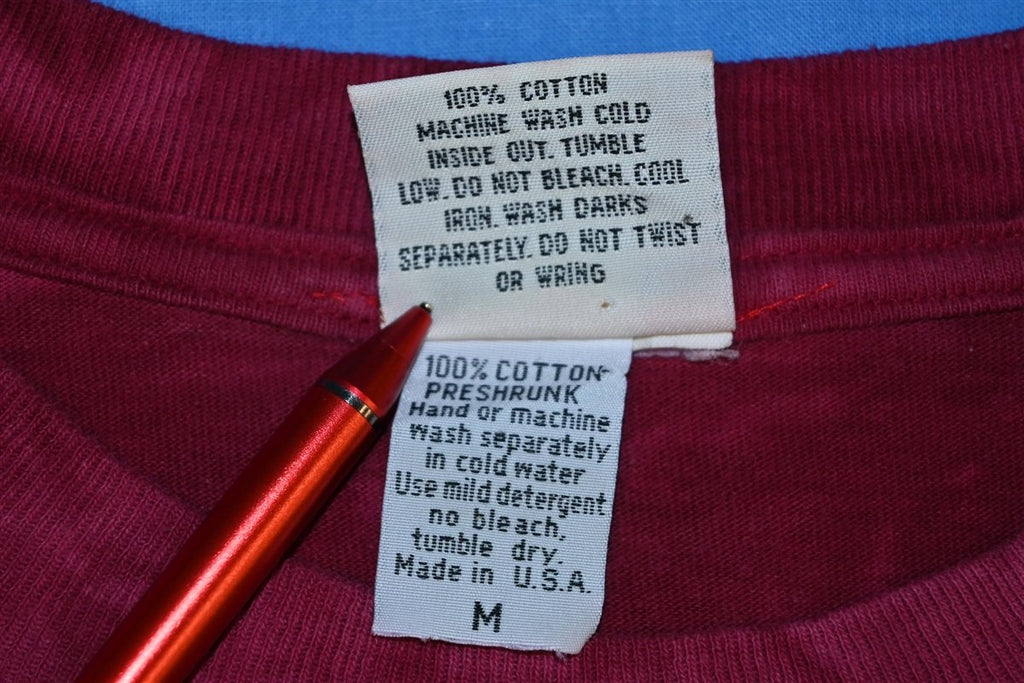 100% COTTON
MACHINE WASH COLD
INSIDE OUT. TUMBLE
LOW. DO NOT BLEACH. COOL
IRON. WASH DARKS
SEPARATELY. DO NOT TWIST
OR WRING
100% COTTON
PRESHRUNK
Hand or machine
wash separately
in cold water
Use mild detergent
no bleach,
tumble dry.
Made in U.S.A.
M